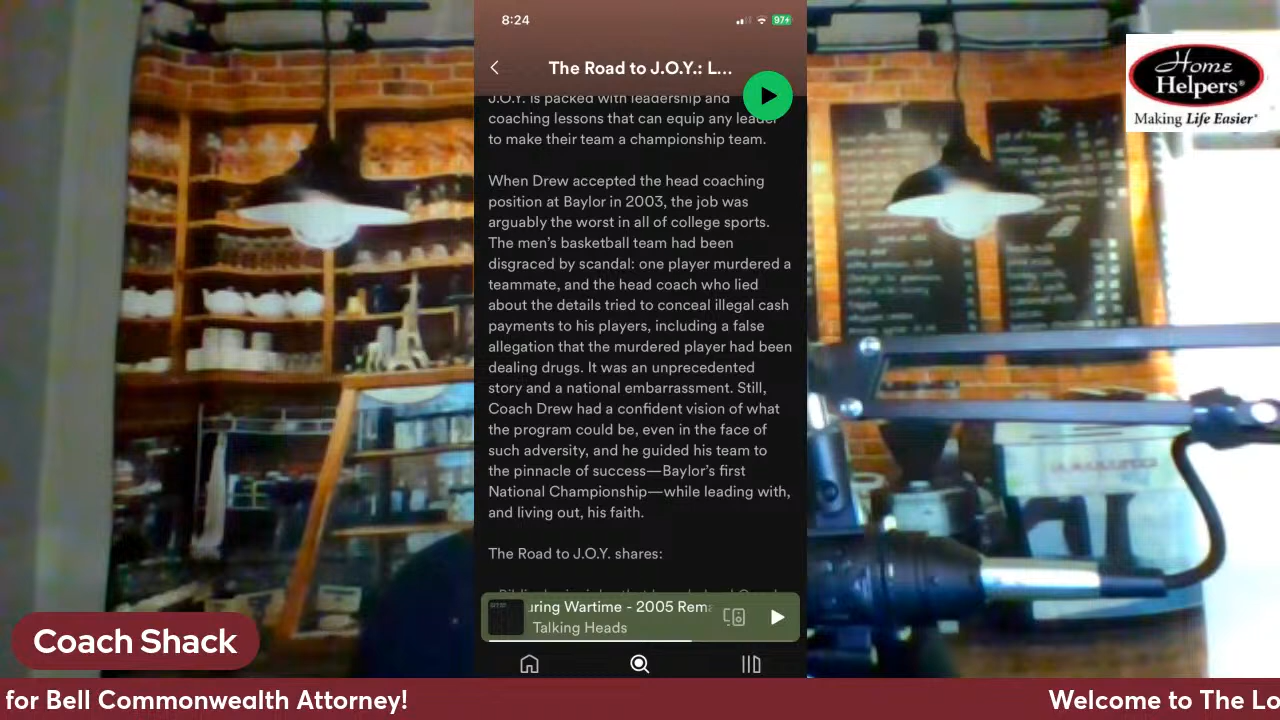 8:24
97
The Road to J.O.Y.: L...
J.O.Y. is packed with leadership and
coaching lessons that can equip any leader
to make their team a championship team.
When Drew accepted the head coaching
position at Baylor in 2003, the job was
arguably the worst in all of college sports.
The men's basketball team had been
disgraced by scandal: one player murdered a
teammate, and the head coach who lied
about the details tried to conceal illegal cash
payments to his players, including a false
allegation that the murdered player had been
dealing drugs. It was an unprecedented
story and a national embarrassment. Still,
Coach Drew had a confident vision of what
the program could be, even in the face of
such adversity, and he guided his team to
the pinnacle of success—Baylor's first
National Championship—while leading with,
and living out, his faith.
The Road to J.O.Y. shares:
uring Wartime - 2005 Rema
Talking Heads
Home
Helpers®
Making Life Easier®
Coach Shack
for Bell Commonwealth Attorney!
Welcome to The Lo